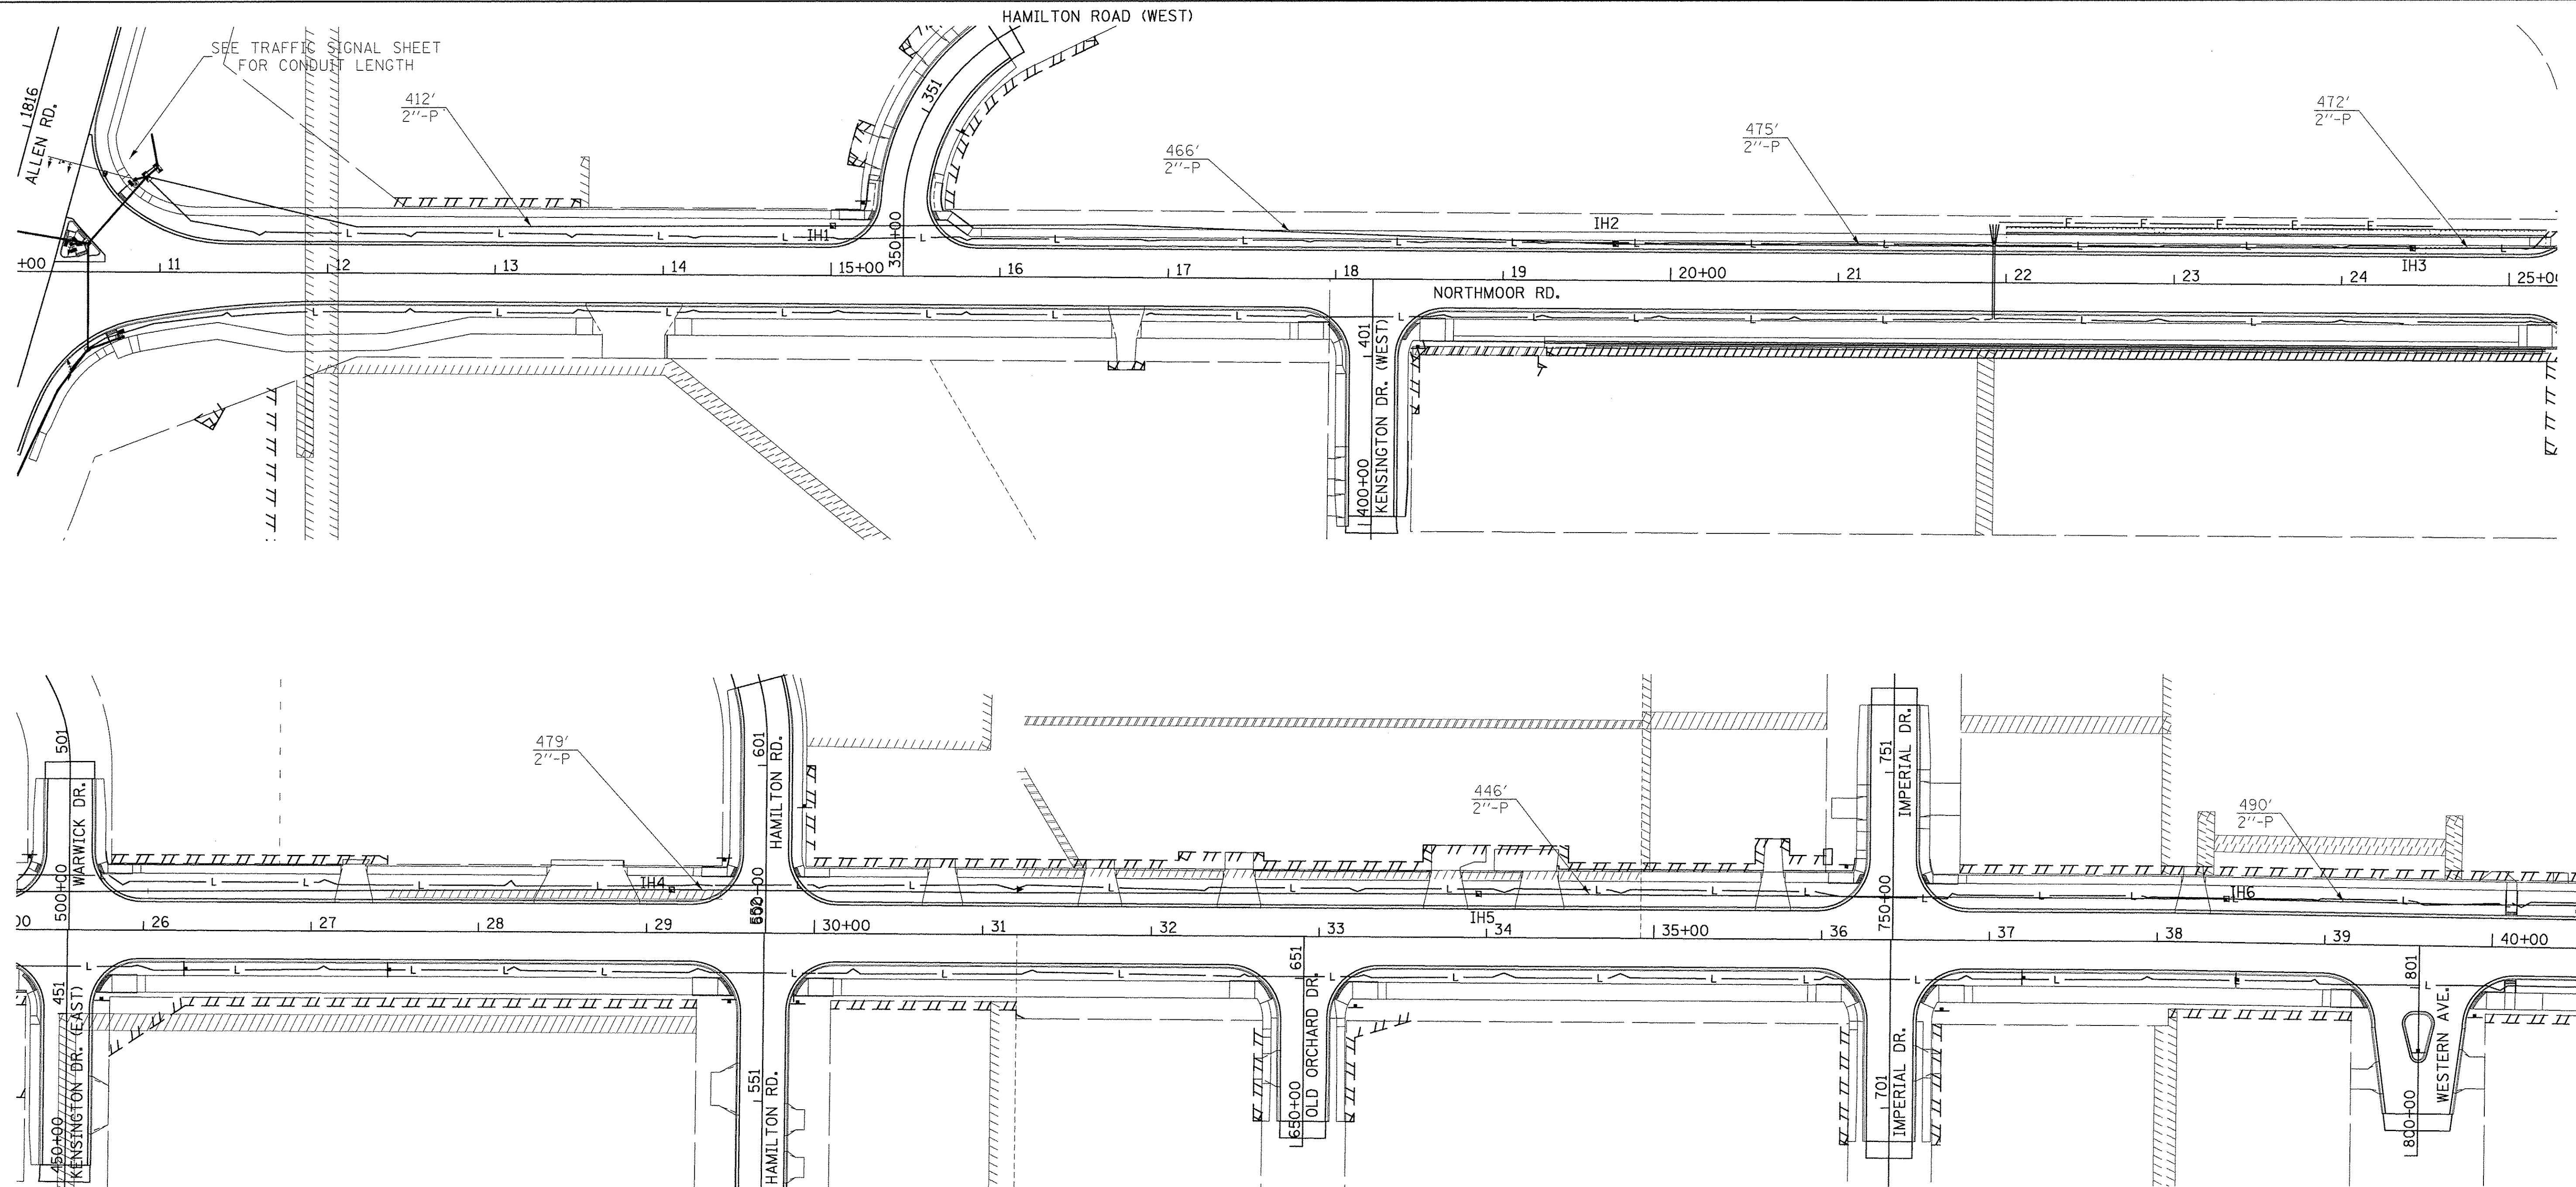 HAMILTON ROAD (WEST)
SEE TRAFFIC SIGNAL SHEET
FOR CONDUIT LENGTH
1816
ALLEN RD.
412'
2''-P
351
466'
2''-P
475'
2''-P
472'
2''-P
350+00
IH1
IH2
IH3
L L L L L L L L L L L L L L
F F F F F
+00 11 12 13 14 15+00 16 17 18 19 20+00 21 22 23 24 25+0
NORTHMOOR RD.
L L L L L L L L L L L L L L
401
400+00
KENSINGTON DR. (WEST)
501
500+00
WARWICK DR.
479'
2''-P
601
HAMILTON RD.
600+00
446'
2''-P
751
IMPERIAL DR.
750+00
490'
2''-P
IH4
IH5
IH6
L L L L L L L L L L L L L L
00 26 27 28 29 30+00 31 32 33 34 35+00 36 37 38 39 40+00
L L L L L L L L L L L L L L
451
450+00
KENSINGTON DR. (EAST)
551
HAMILTON RD.
651
650+00
OLD ORCHARD DR.
701
IMPERIAL DR.
801
800+00
WESTERN AVE.